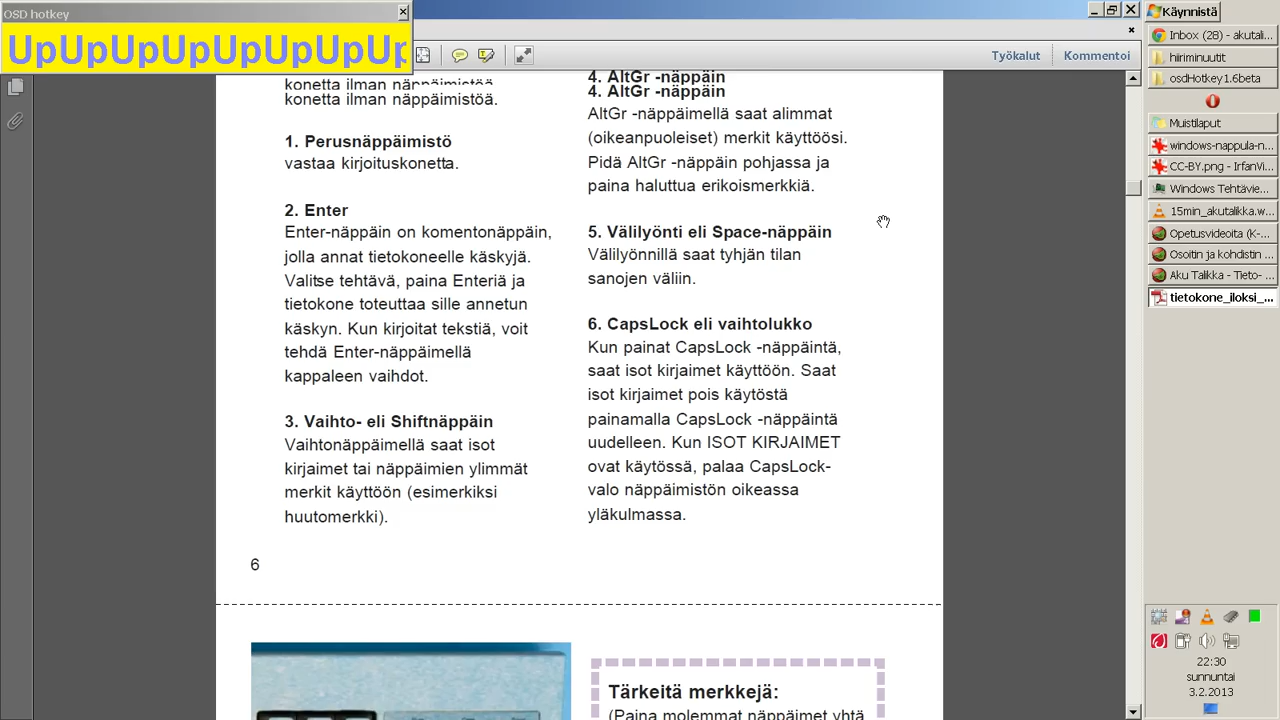 OSD hotkey
UpUpUpUpUpUpUpUp
Työkalut
Kommentoi
konetta ilman näppäimistöä.
konetta ilman näppäimistöä.
1. Perusnäppäimistö
vastaa kirjoituskonetta.
2. Enter
Enter-näppäin on komentonäppäin,
jolla annat tietokoneelle käskyjä.
Valitse tehtävä, paina Enteriä ja
tietokone toteuttaa sille annetun
käskyn. Kun kirjoitat tekstiä, voit
tehdä Enter-näppäimellä
kappaleen vaihdot.
3. Vaihto- eli Shiftnäppäin
Vaihtonäppäimellä saat isot
kirjaimet tai näppäimien ylimmät
merkit käyttöön (esimerkiksi
huutomerkki).
6
4. AltGr -näppäin
4. AltGr -näppäin
AltGr -näppäimellä saat alimmat
(oikeanpuoleiset) merkit käyttöösi.
Pidä AltGr -näppäin pohjassa ja
paina haluttua erikoismerkkiä.
5. Välilyönti eli Space-näppäin
Välilyönnillä saat tyhjän tilan
sanojen väliin.
6. CapsLock eli vaihtolukko
Kun painat CapsLock -näppäintä,
saat isot kirjaimet käyttöön. Saat
isot kirjaimet pois käytöstä
painamalla CapsLock -näppäintä
uudelleen. Kun ISOT KIRJAIMET
ovat käytössä, palaa CapsLock-
valo näppäimistön oikeassa
yläkulmassa.
Tärkeitä merkkejä:
(Paina molemmat näppäimet yhtä
Käynnistä
Inbox (28) - akutali...
hiiriminuutit
osdHotkey1.6beta
Muistilaput
windows-nappula-n...
CC-BY.png - IrfanVi...
Windows Tehtävie...
15min_akutalikka.w...
Opetusvideoita (K-...
Osoitin ja kohdistin ...
Aku Talikka - Tieto- ...
tietokone_iloksi_...
22:30
sunnuntai
3.2.2013